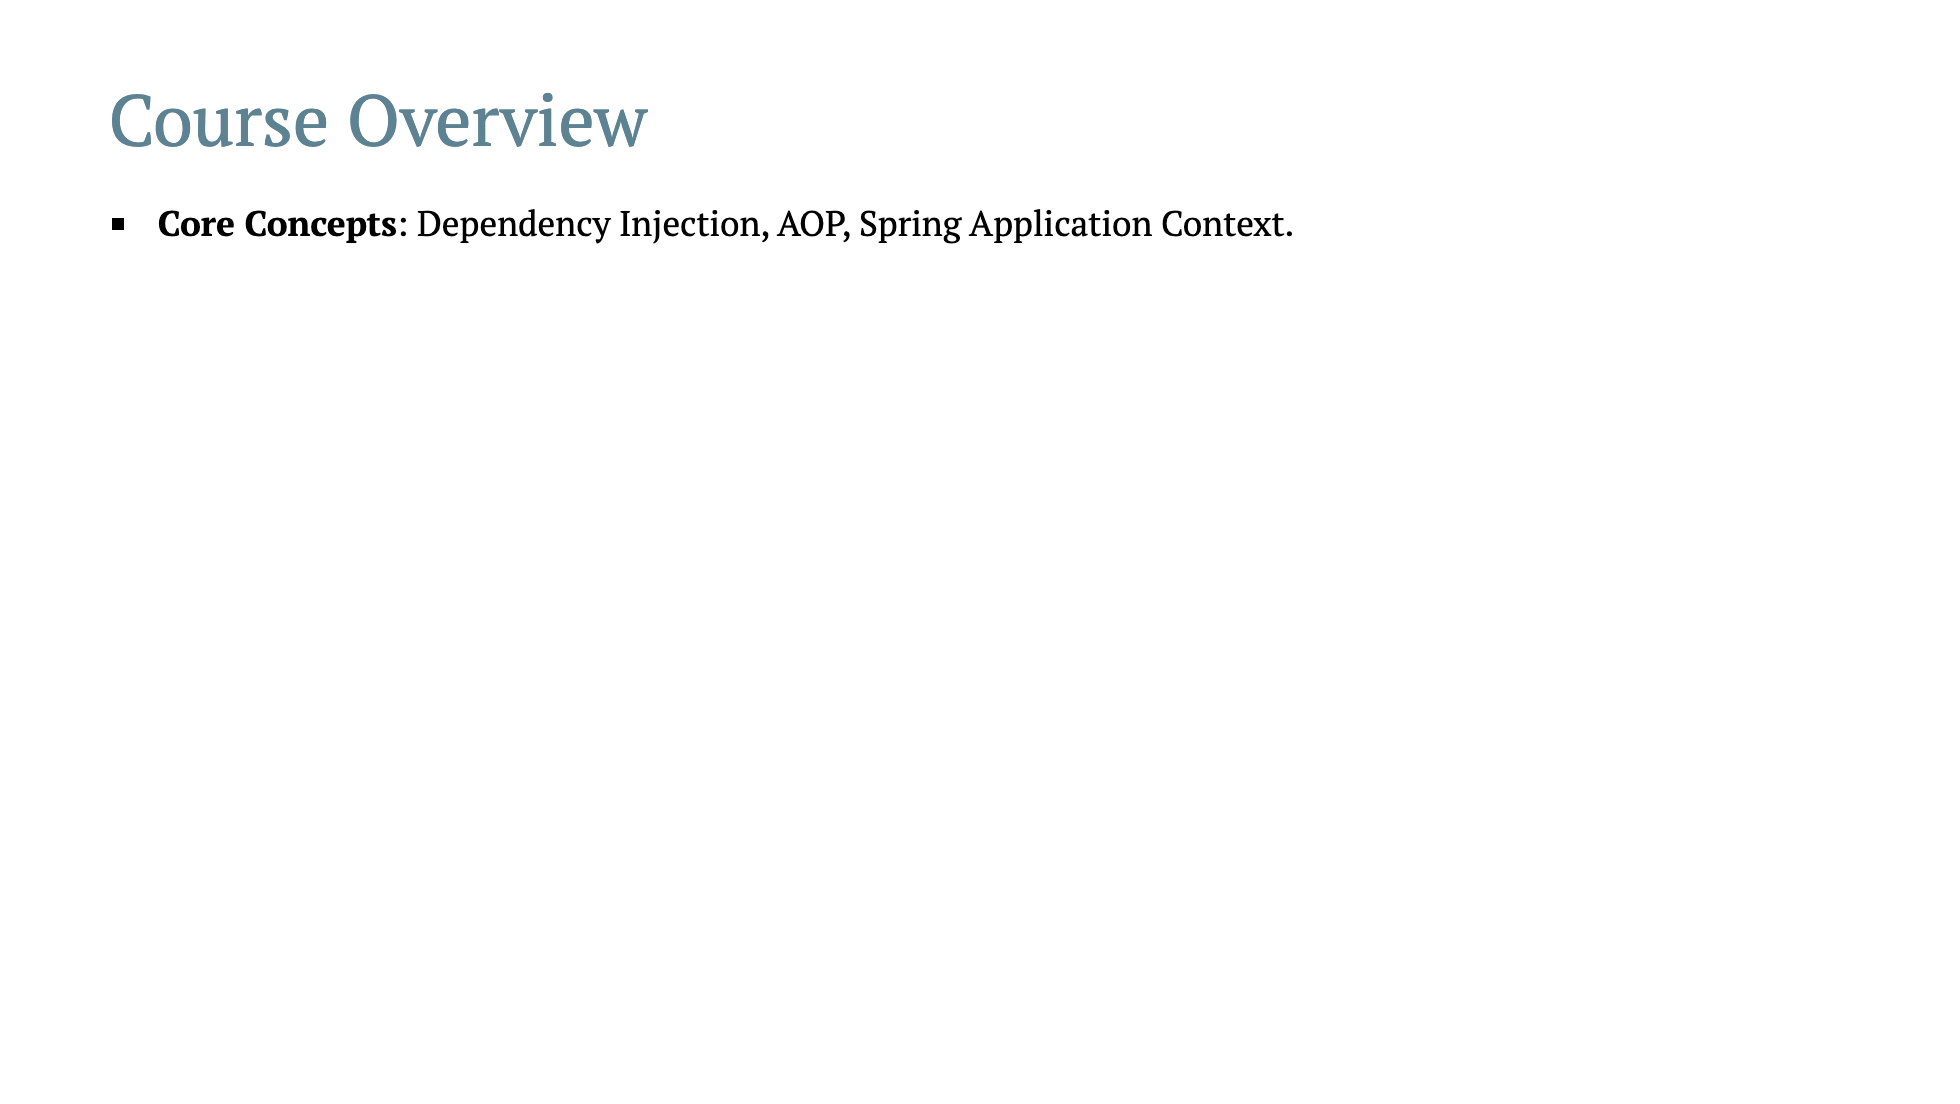 Course Overview
▪ Core Concepts: Dependency Injection, AOP, Spring Application Context.